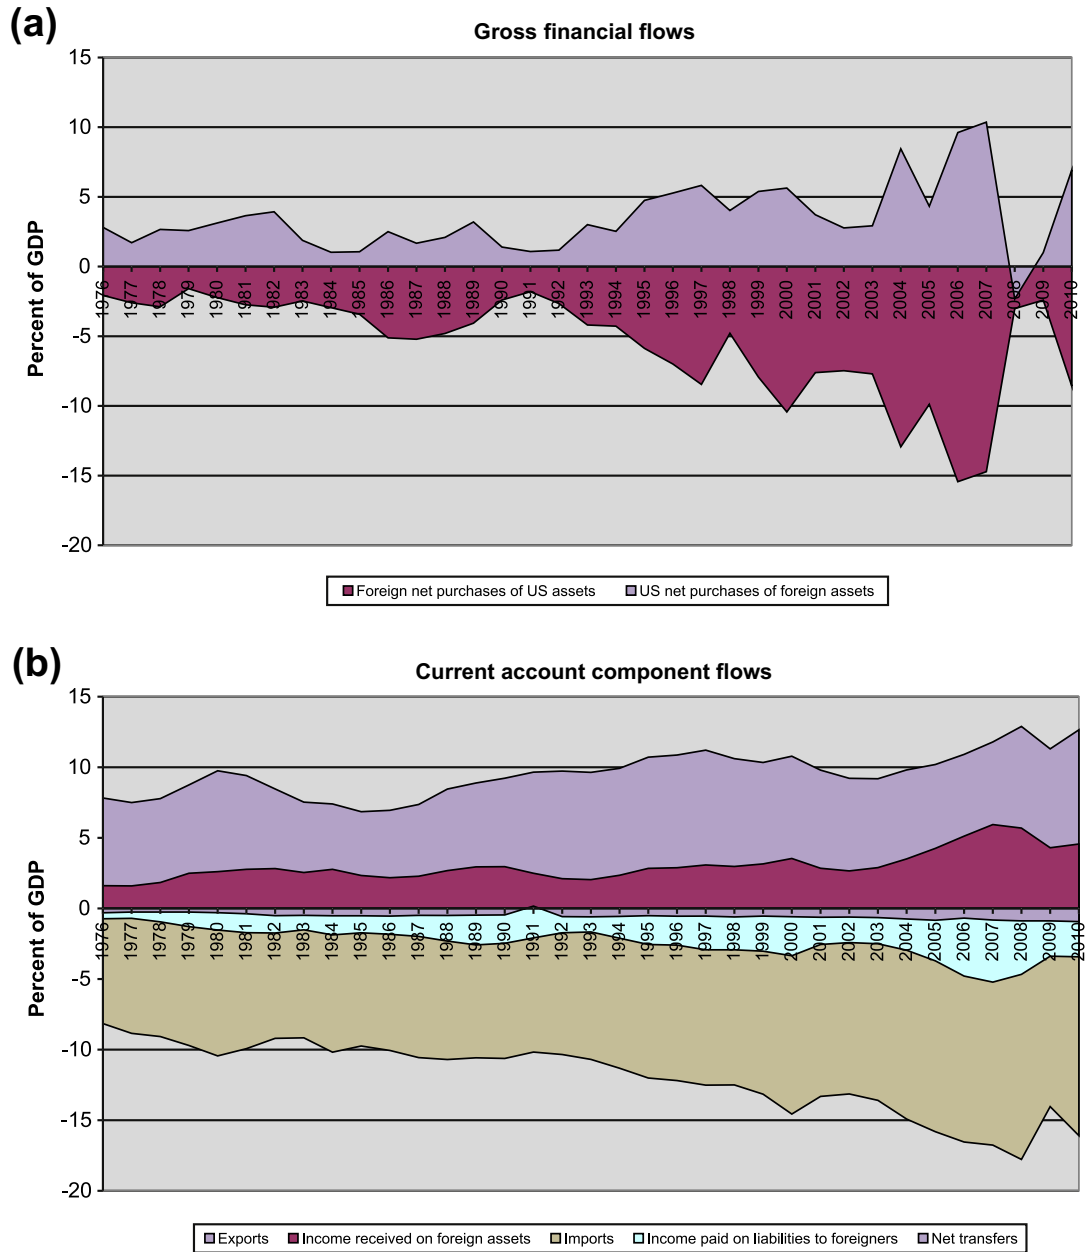 (a)
Gross financial flows
Percent of GDP
15
10
5
0
-5
-10
-15
-20
1976 1977 1978 1979 1980 1981 1982 1983 1984 1985 1986 1987 1988 1989 1990 1991 1992 1993 1994 1995 1996 1997 1998 1999 2000 2001 2002 2003 2004 2005 2006 2007 2008 2009 2010
Foreign net purchases of US assets US net purchases of foreign assets
(b)
Current account component flows
Percent of GDP
15
10
5
0
-5
-10
-15
-20
1976 1977 1978 1979 1980 1981 1982 1983 1984 1985 1986 1987 1988 1989 1990 1991 1992 1993 1994 1995 1996 1997 1998 1999 2000 2001 2002 2003 2004 2005 2006 2007 2008 2009 2010
Exports Income received on foreign assets Imports Income paid on liabilities to foreigners Net transfers